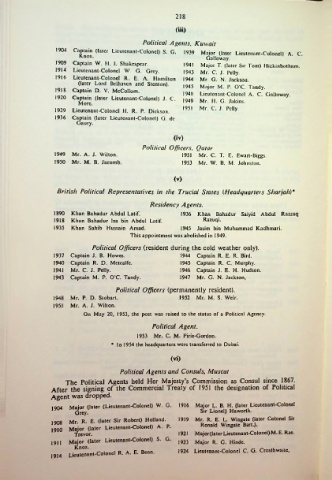 218
(iii)
Political Agents, Kuwait
1904 Captain (later Lieutenant-Colonel) S. G. Knox.
1909 Captain W. H. I. Shakespear.
1914 Lieutenant-Colonel W. G. Grey.
1916 Lieutenant-Colonel R. E. A. Hamilton (later Lord Belhaven and Stenton).
1918 Captain D. V. McCollum.
1920 Captain (later Lieutenant-Colonel) J. C. More.
1929 Lieutenant-Colonel H. R. P. Dickson.
1936 Captain (later Lieutenant-Colonel) G. de Gaury.
1939 Major (later Lieutenant-Colonel) A. C. Galloway.
1941 Major T. (later Sir Tom) Hickinbotham.
1943 Mr. C. J. Pelly.
1944 Mr. G. N. Jackson.
1945 Major M. P. O'C. Tandy.
1948 Lieutenant-Colonel A. C. Galloway.
1949 Mr. H. G. Jakins.
1951 Mr. C. J. Pelly.
(iv)
Political Officers, Qatar
1949 Mr. A. J. Wilton.
1950 Mr. M. B. Jacomb.
1951 Mr. C. T. E. Ewart-Biggs.
1953 Mr. W. B. M. Johnston.
(v)
British Political Representatives in the Trucial States (Headquarters Sharjah)*
Residency Agents.
1890 Khan Bahadur Abdul Latif.
1918 Khan Bahadur Isa bin Abdul Latif.
1935 Khan Sahib Hussein Amad.
1936 Khan Bahadur Saiyid Abdul Razaq Razuqi.
1945 Jasim bin Muhammad Kadhmari.
This appointment was abolished in 1949.
Political Officers (resident during the cold weather only).
1937 Captain J. B. Howes.
1940 Captain R. D. Metcalfe.
1941 Mr. C. J. Pelly.
1943 Captain M. P. O'C. Tandy.
1944 Captain R. E. R. Bird.
1945 Captain R. C. Murphy.
1946 Captain J. E. H. Hudson.
1947 Mr. G. N. Jackson.
Political Officers (permanently resident).
1948 Mr. P. D. Stobart.
1951 Mr. A. J. Wilton.
1952 Mr. M. S. Weir.
On May 20, 1953, the post was raised to the status of a Political Agency.
Political Agent.
1953 Mr. C. M. Pirie-Gordon.
* In 1954 the headquarters were transferred to Dubai.
(vi)
Political Agents and Consuls, Muscat
The Political Agents held Her Majesty's Commission as Consul since 1867.
After the signing of the Commercial Treaty of 1951 the designation of Political
Agent was dropped.
1904 Major (later Lieutenant-Colonel) W. G. Grey.
1908 Mr. R. E. (later Sir Robert) Holland.
1910 Major (later Lieutenant-Colonel) A. P. Trevor.
1911 Major (later Lieutenant-Colonel) S. G. Knox.
1914 Lieutenant-Colonel R. A. E. Benn.
1916 Major L. B. H. (later Lieutenant-Colonel Sir Lionel) Haworth.
1919 Mr. R. E. L. Wingate (later Colonel Sir Ronald Wingate Bart.).
1921 Major (later Lieutenant-Colonel) M. E. Rae.
1923 Major R. G. Hinde.
1924 Lieutenant-Colonel C. G. Crosthwaite.